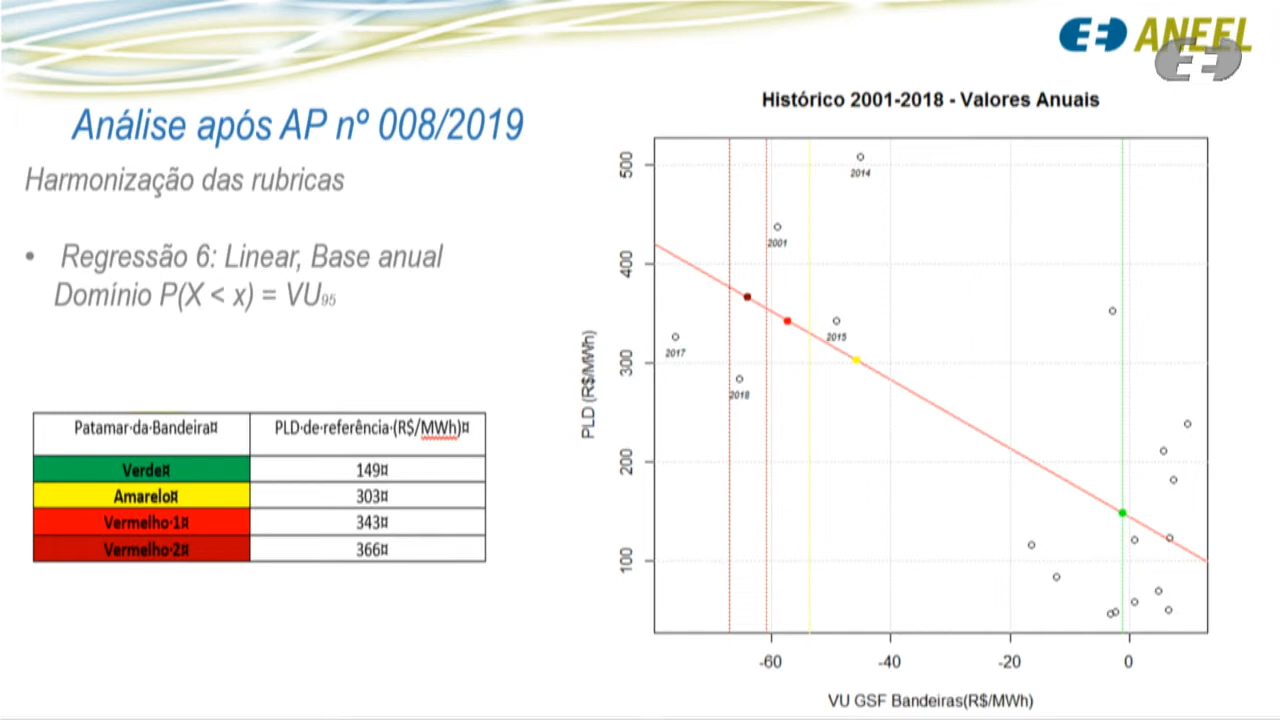 ANEEL
Análise após AP nº 008/2019
Harmonização das rubricas
• Regressão 6: Linear, Base anual
Domínio P(X < x) = VU95
Patamar·da·Bandeira¤ PLD·de·referência·(R$/MWh)¤
Verde¤ 149¤
Amarelo¤ 303¤
Vermelho·1¤ 343¤
Vermelho·2¤ 366¤
Histórico 2001-2018 - Valores Anuais
PLD (R$/MWh)
500
400
300
200
100
2014
2001
2015
2017
2018
-60 -40 -20 0
VU GSF Bandeiras(R$/MWh)